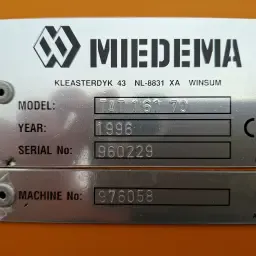 MIEDEMA
KLEASTERDYK 43 NL-8831 XA WINSUM
MODEL:
YEAR: 1996 CE
SERIAL No: 960229
MACHINE No: 976058